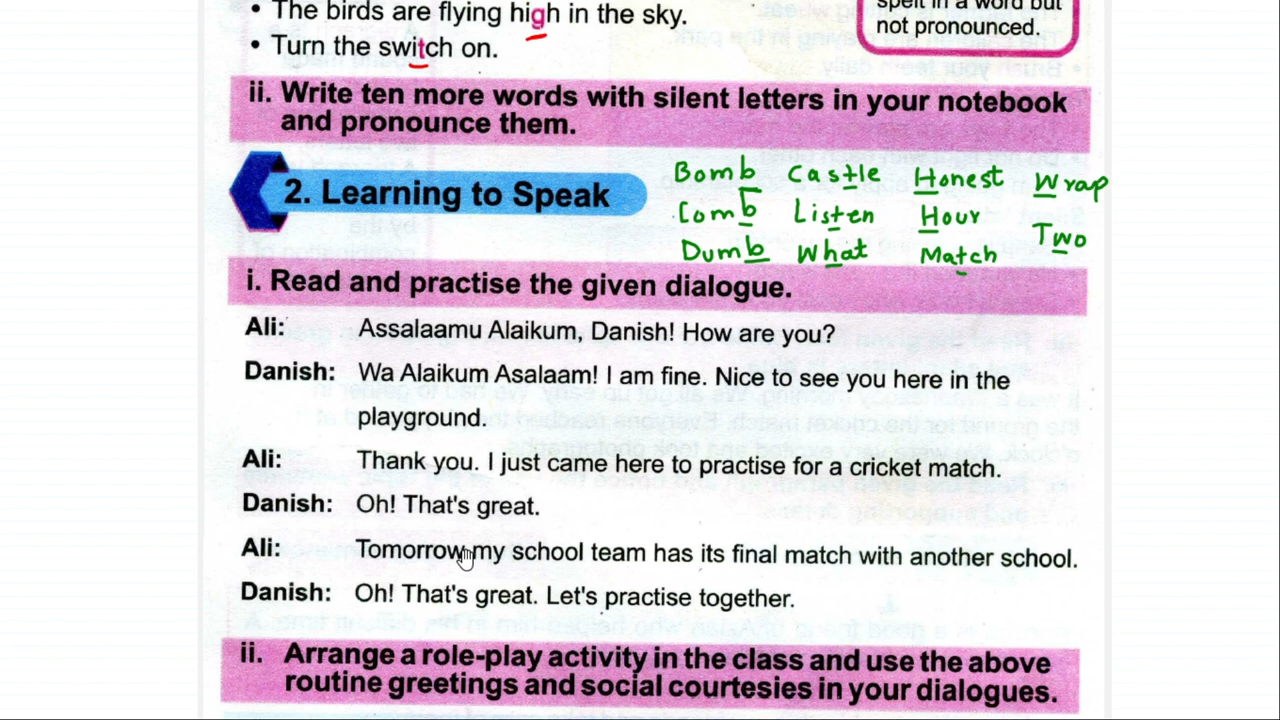 spelt in a word but
not pronounced.
• The birds are flying high in the sky.
• Turn the switch on.
ii. Write ten more words with silent letters in your notebook
and pronounce them.
2. Learning to Speak
Bomb Castle Honest Wrap
Comb Listen Hour Two
Dumb What Match
i. Read and practise the given dialogue.
Ali: Assalaamu Alaikum, Danish! How are you?
Danish: Wa Alaikum Asalaam! I am fine. Nice to see you here in the
playground.
Ali: Thank you. I just came here to practise for a cricket match.
Danish: Oh! That's great.
Ali: Tomorrow my school team has its final match with another school.
Danish: Oh! That's great. Let's practise together.
ii. Arrange a role-play activity in the class and use the above
routine greetings and social courtesies in your dialogues.